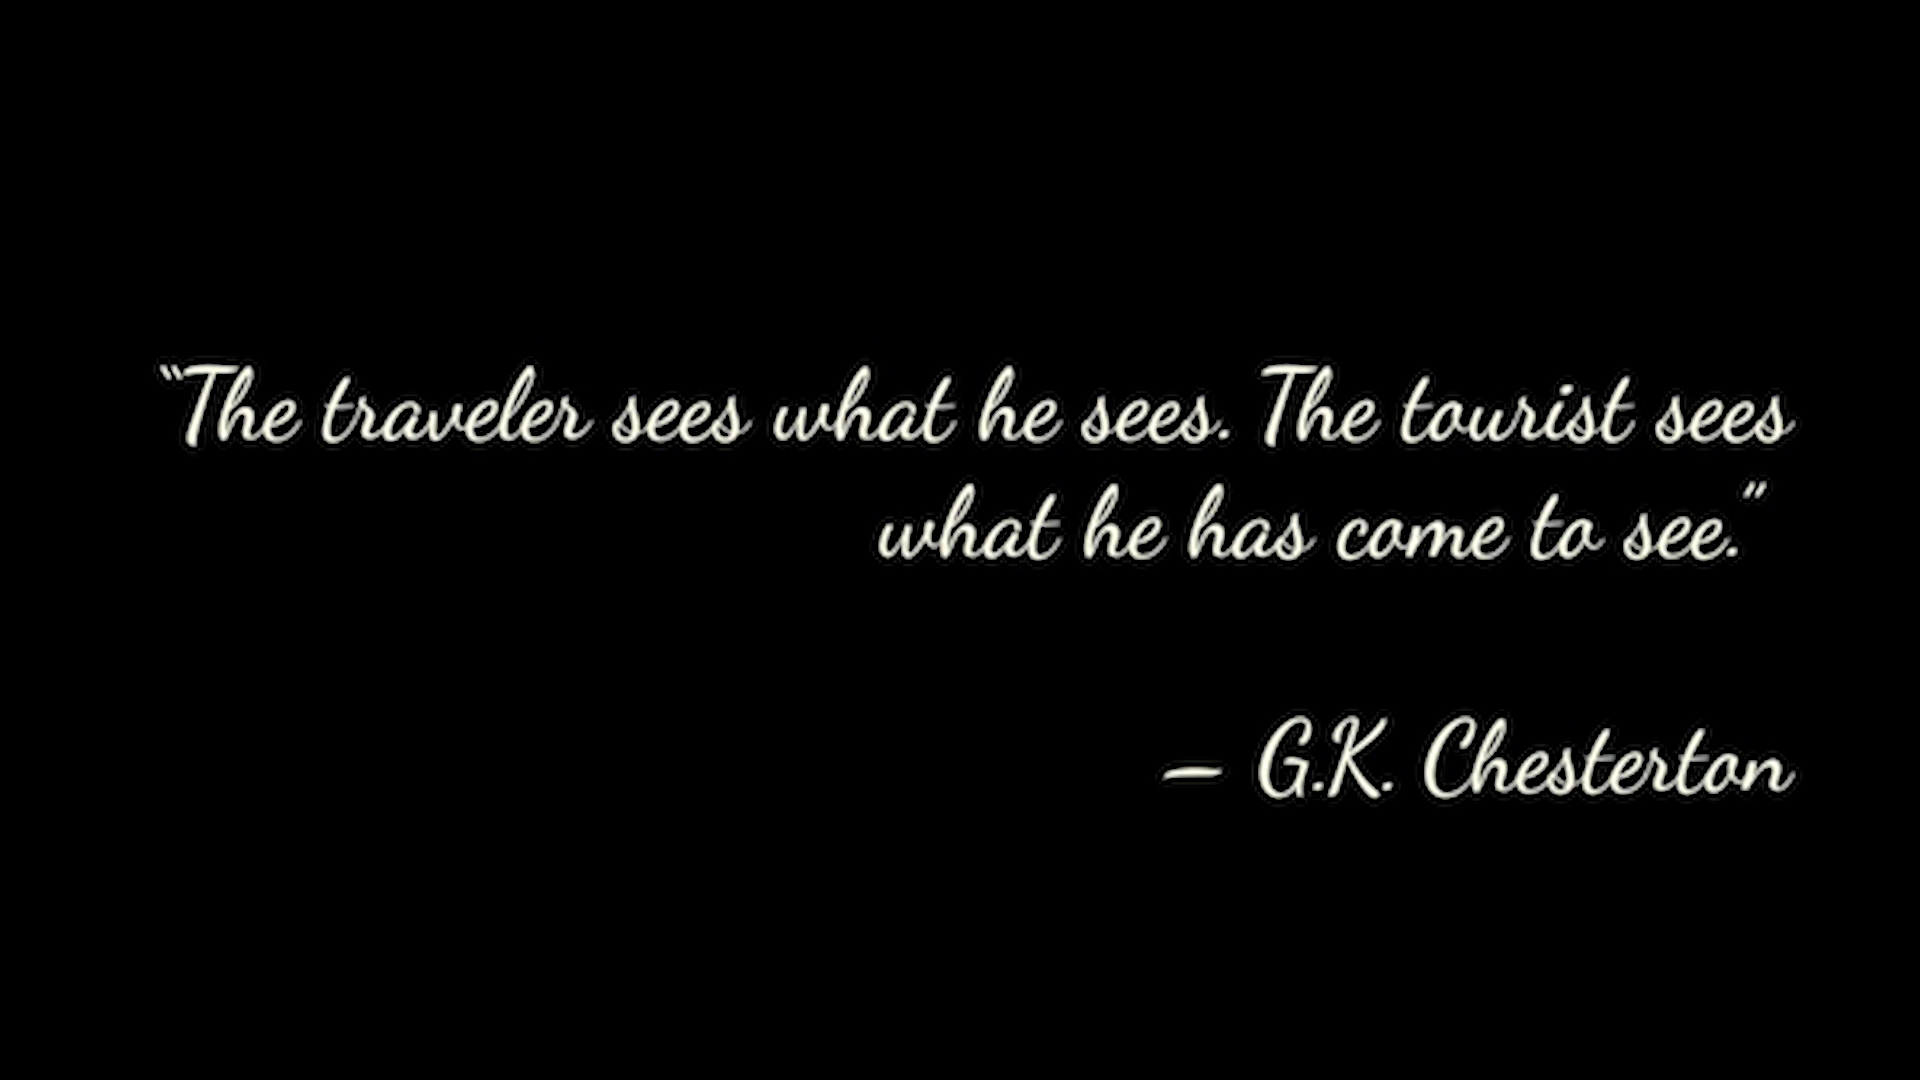 “The traveler sees what he sees. The tourist sees
what he has come to see.”
– G.K. Chesterton